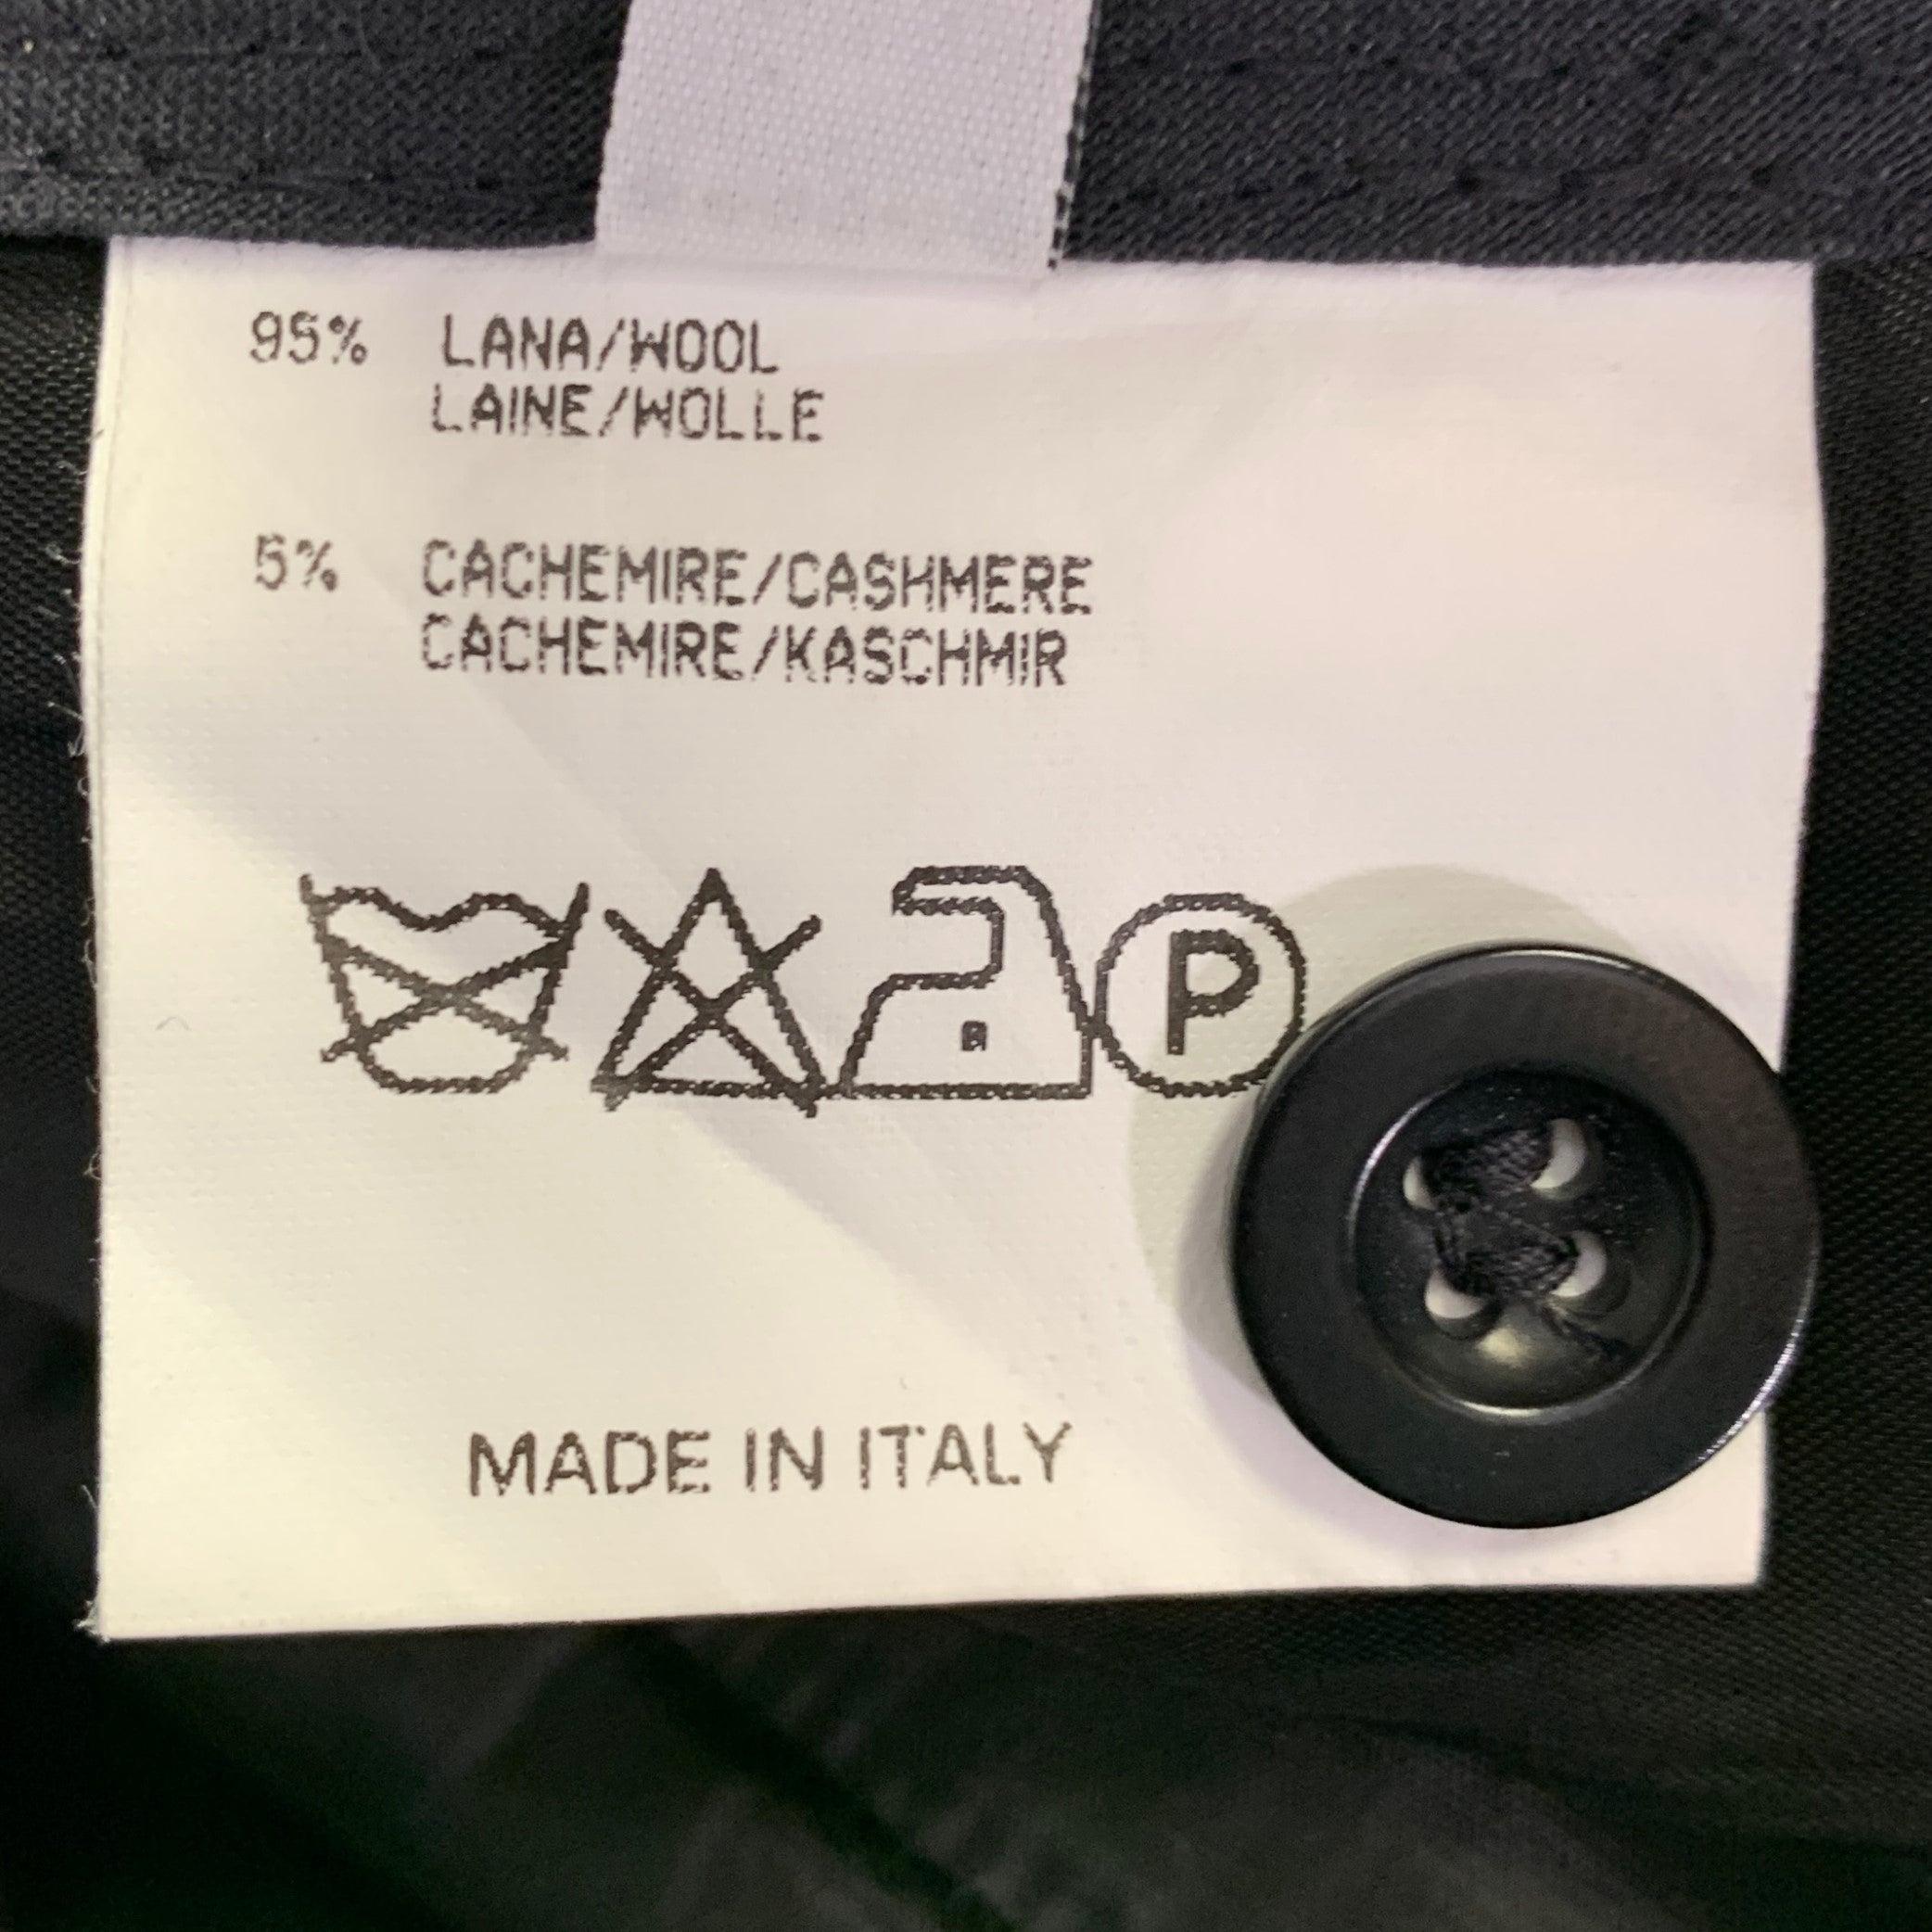 95% LANA/WOOL
LAINE/WOLLE
5% CACHEMIRE/CASHMERE
CACHEMIRE/KASCHMIR
P
MADE IN ITALY